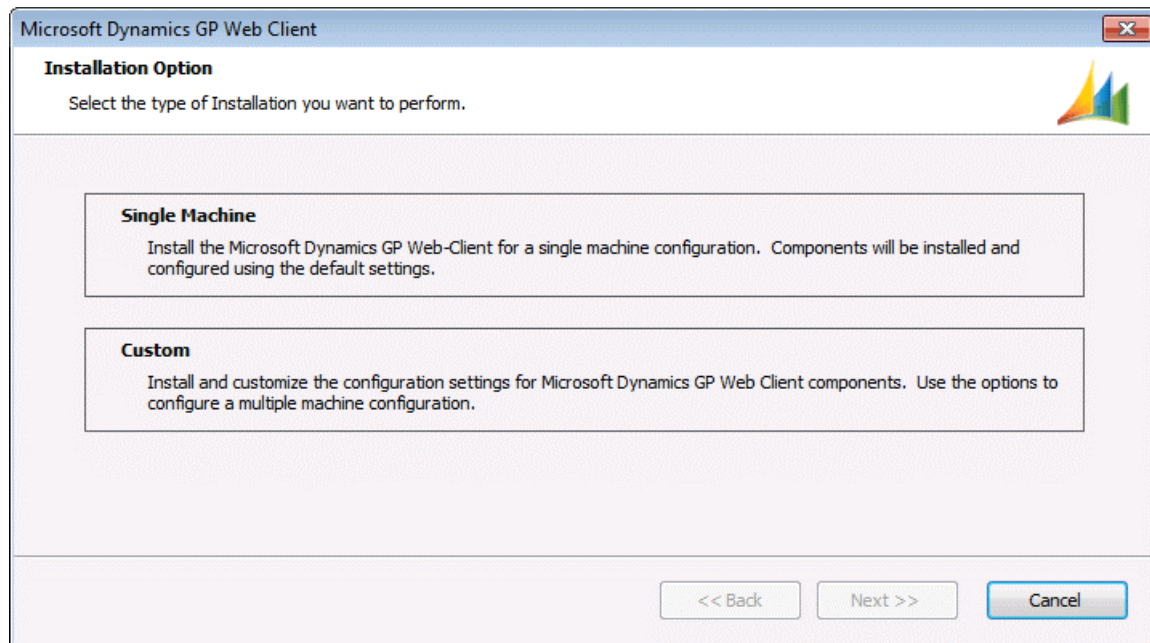 Microsoft Dynamics GP Web Client
Installation Option
Select the type of Installation you want to perform.
Single Machine
Install the Microsoft Dynamics GP Web-Client for a single machine configuration.  Components will be installed and
configured using the default settings.
Custom
Install and customize the configuration settings for Microsoft Dynamics GP Web Client components.  Use the options to
configure a multiple machine configuration.
<< Back
Next >>
Cancel